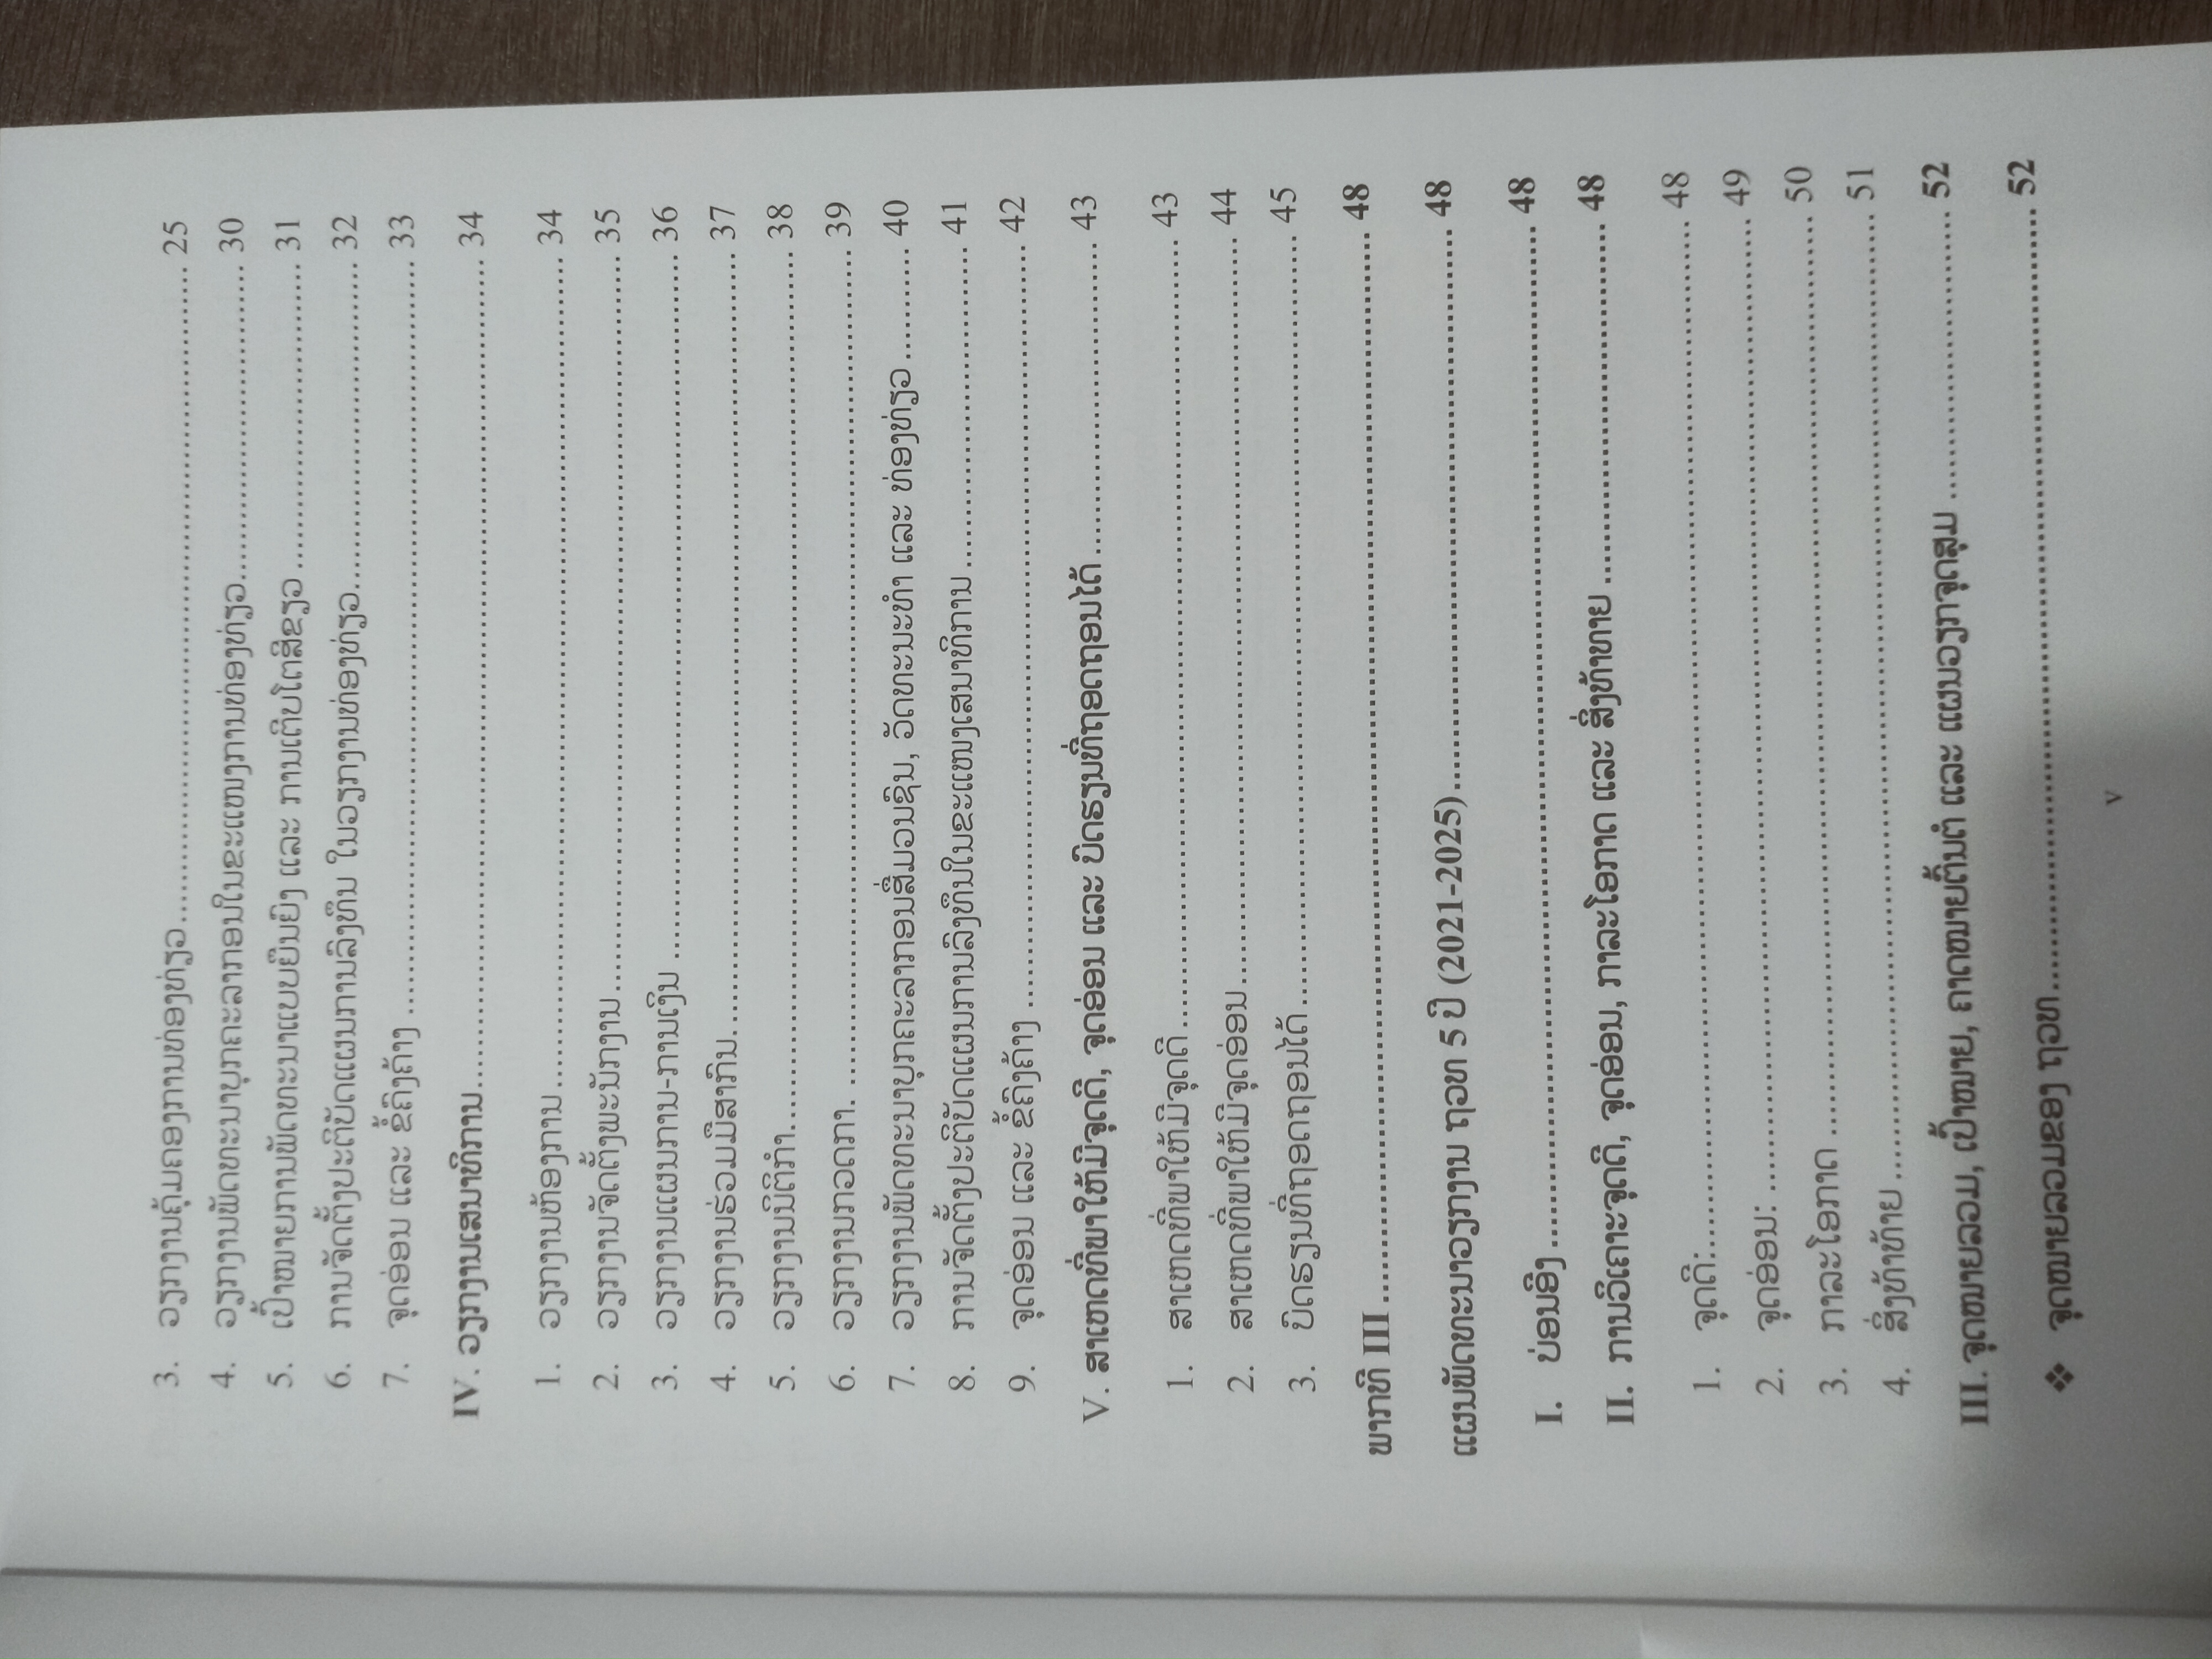 3. ວຽກງານຄຸ້ມຄອງການທ່ອງທ່ຽວ ........ 25
4. ວຽກງານພັດທະນາບຸກຄະລາກອນໃນຂະແໜງການທ່ອງທ່ຽວ ........ 30
5. ເປົ້າໝາຍການພັດທະນາແບບຍືນຍົງ ແລະ ການເຕີບໂຕສີຂຽວ ........ 31
6. ການຈັດຕັ້ງປະຕິບັດແຜນການລົງທຶນ ໃນວຽກງານທ່ອງທ່ຽວ ........ 32
7. ຈຸດອ່ອນ ແລະ ຂໍ້ຄົງຄ້າງ ........ 33
IV. ວຽກງານເສນາທິການ ........ 34
1. ວຽກງານຫ້ອງການ ........ 34
2. ວຽກງານຈັດຕັ້ງພະນັກງານ ........ 35
3. ວຽກງານແຜນການ-ການເງິນ ........ 36
4. ວຽກງານຮ່ວມມືສາກົນ ........ 37
5. ວຽກງານນິຕິກຳ ........ 38
6. ວຽກງານກວດກາ ........ 39
7. ວຽກງານພັດທະນາບຸກຄະລາກອນສື່ມວນຊົນ, ວັດທະນະທຳ ແລະ ທ່ອງທ່ຽວ ........ 40
8. ການຈັດຕັ້ງປະຕິບັດແຜນການລົງທຶນໃນຂະແໜງເສນາທິການ ........ 41
9. ຈຸດອ່ອນ ແລະ ຂໍ້ຄົງຄ້າງ ........ 42
V. ສາເຫດທີ່ພາໃຫ້ມີຈຸດດີ, ຈຸດອ່ອນ ແລະ ບົດຮຽນທີ່ຖອດຖອນໄດ້ ........ 43
1. ສາເຫດທີ່ພາໃຫ້ມີຈຸດດີ ........ 43
2. ສາເຫດທີ່ພາໃຫ້ມີຈຸດອ່ອນ ........ 44
3. ບົດຮຽນທີ່ຖອດຖອນໄດ້ ........ 45
ພາກທີ III ........ 48
ແຜນພັດທະນາວຽກງານ ຖວທ 5 ປີ (2021-2025) ........ 48
I. ບ່ອນອີງ ........ 48
II. ການວິເຄາະຈຸດດີ, ຈຸດອ່ອນ, ກາລະໂອກາດ ແລະ ສິ່ງທ້າທາຍ ........ 48
1. ຈຸດດີ: ........ 48
2. ຈຸດອ່ອນ: ........ 49
3. ກາລະໂອກາດ ........ 50
4. ສິ່ງທ້າທ້າຍ ........ 51
III. ຈຸດໝາຍລວມ, ເປົ້າໝາຍ, ຄາດໝາຍຕົ້ນຕໍ ແລະ ແຜນວຽກຈຸດສຸມ ........ 52
❖ ຈຸດໝາຍລວມຂອງ ຖວທ ........ 52
v